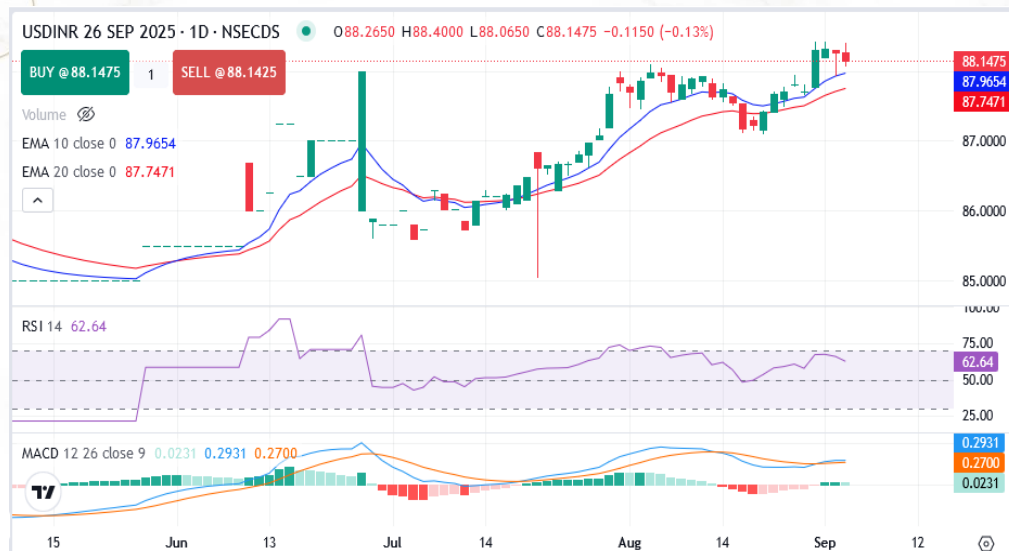 USDINR 26 SEP 2025 · 1D · NSECDS O88.2650 H88.4000 L88.0650 C88.1475 −0.1150 (−0.13%)
BUY @88.1475 1 SELL @88.1425
88.1475
87.9654
87.7471
Volume
EMA 10 close 0 87.9654
EMA 20 close 0 87.7471
87.0000
86.0000
85.0000
100.00
RSI 14 62.64
75.00
62.64
50.00
25.00
MACD 12 26 close 9 0.0231 0.2931 0.2700
0.2931
0.2700
0.0231
15 Jun 13 Jul 14 Aug 14 Sep 12